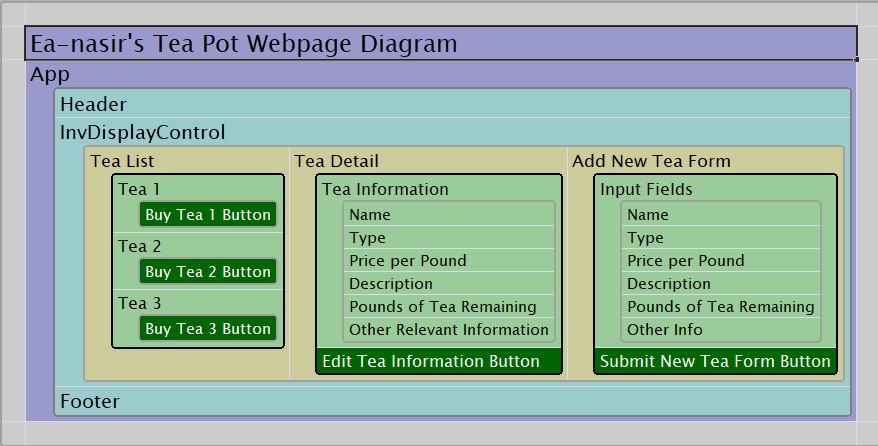 Ea-nasir's Tea Pot Webpage Diagram
App
Header
InvDisplayControl
Tea List
Tea 1
Buy Tea 1 Button
Tea 2
Buy Tea 2 Button
Tea 3
Buy Tea 3 Button
Tea Detail
Tea Information
Name
Type
Price per Pound
Description
Pounds of Tea Remaining
Other Relevant Information
Edit Tea Information Button
Add New Tea Form
Input Fields
Name
Type
Price per Pound
Description
Pounds of Tea Remaining
Other Info
Submit New Tea Form Button
Footer